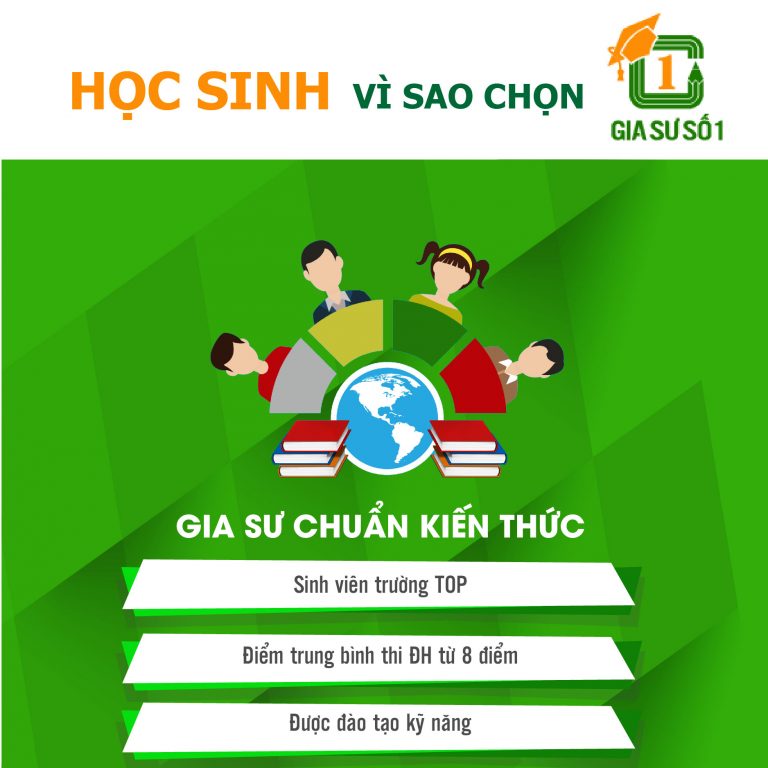 HỌC SINH VÌ SAO CHỌN
1
GIA SƯ SỐ 1
GIA SƯ CHUẨN KIẾN THỨC
Sinh viên trường TOP
Điểm trung bình thi ĐH từ 8 điểm
Được đào tạo kỹ năng